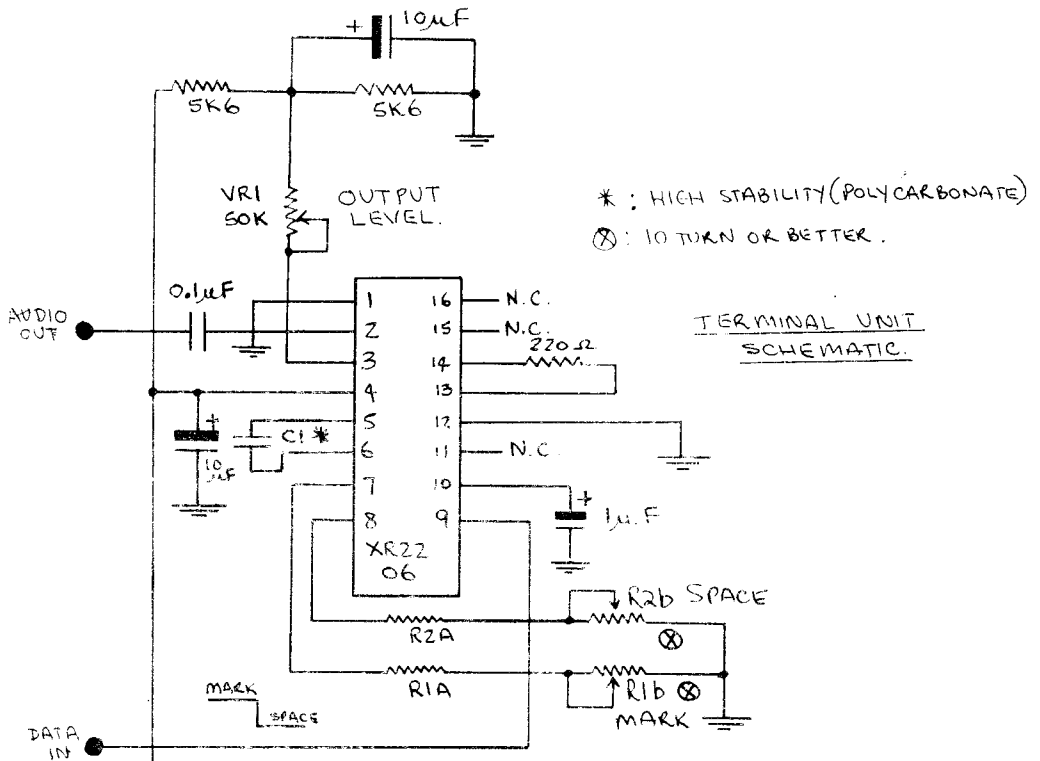 + 10µF
5K6
5K6
VR1
50K
OUTPUT
LEVEL.
* : HIGH STABILITY (POLYCARBONATE)
⊗ : 10 TURN OR BETTER.
TERMINAL UNIT
SCHEMATIC.
AUDIO
OUT
0.1µF
1
2
3
4
5
6
7
8
16
15
14
13
12
11
10
9
XR22
06
N.C.
N.C.
220Ω
N.C.
+
10
µF
C1 *
+
1µF
R2A
R2b SPACE
⊗
R1A
R1b ⊗
MARK
MARK
SPACE
DATA
IN